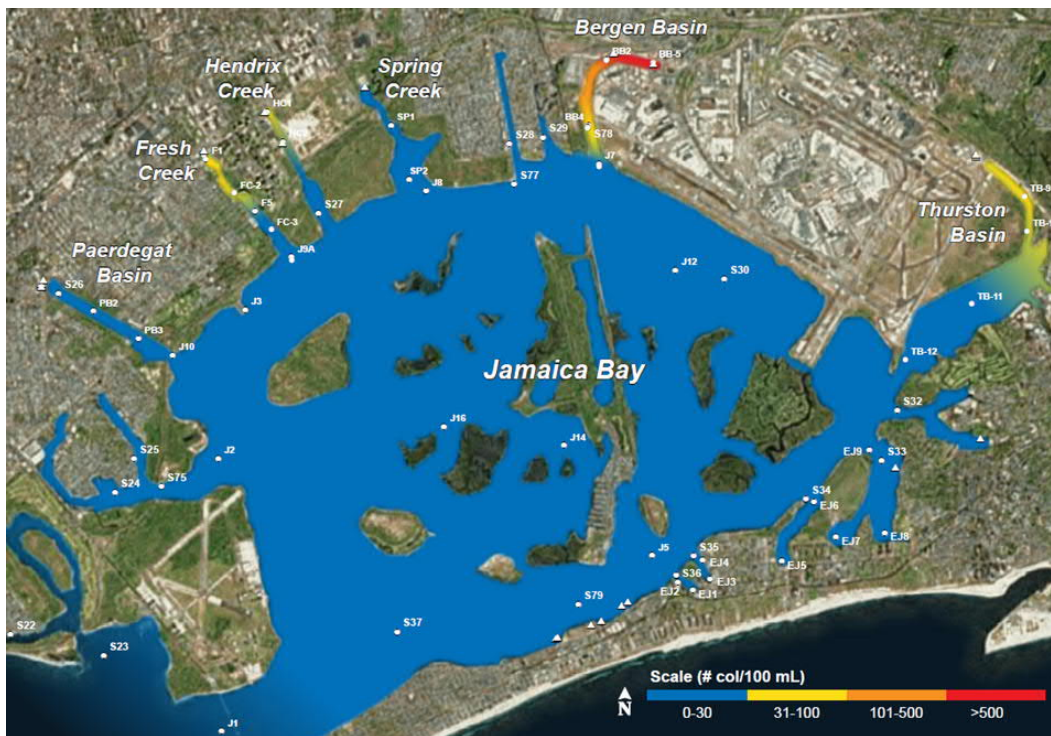 Bergen Basin
BB2
BB-5
Hendrix
Creek
Spring
Creek
HC1
SP1
BB4
S78
S28
S29
J7
Fresh
Creek
F1
FC-2
F5
FC-3
SP2
J8
S77
S27
TB-9
Thurston
Basin
J9A
Paerdegat
Basin
S26
PB2
J3
PB3
J10
J12
S30
TB-11
TB-12
Jamaica Bay
S32
J16
J14
S25
J2
S24
S75
EJ9
S33
S34
EJ6
EJ7
EJ8
J5
S35
EJ4
EJ5
S36
EJ3
EJ2
EJ1
S79
S37
S22
S23
J1
Scale (# col/100 mL)
N
0-30
31-100
101-500
>500